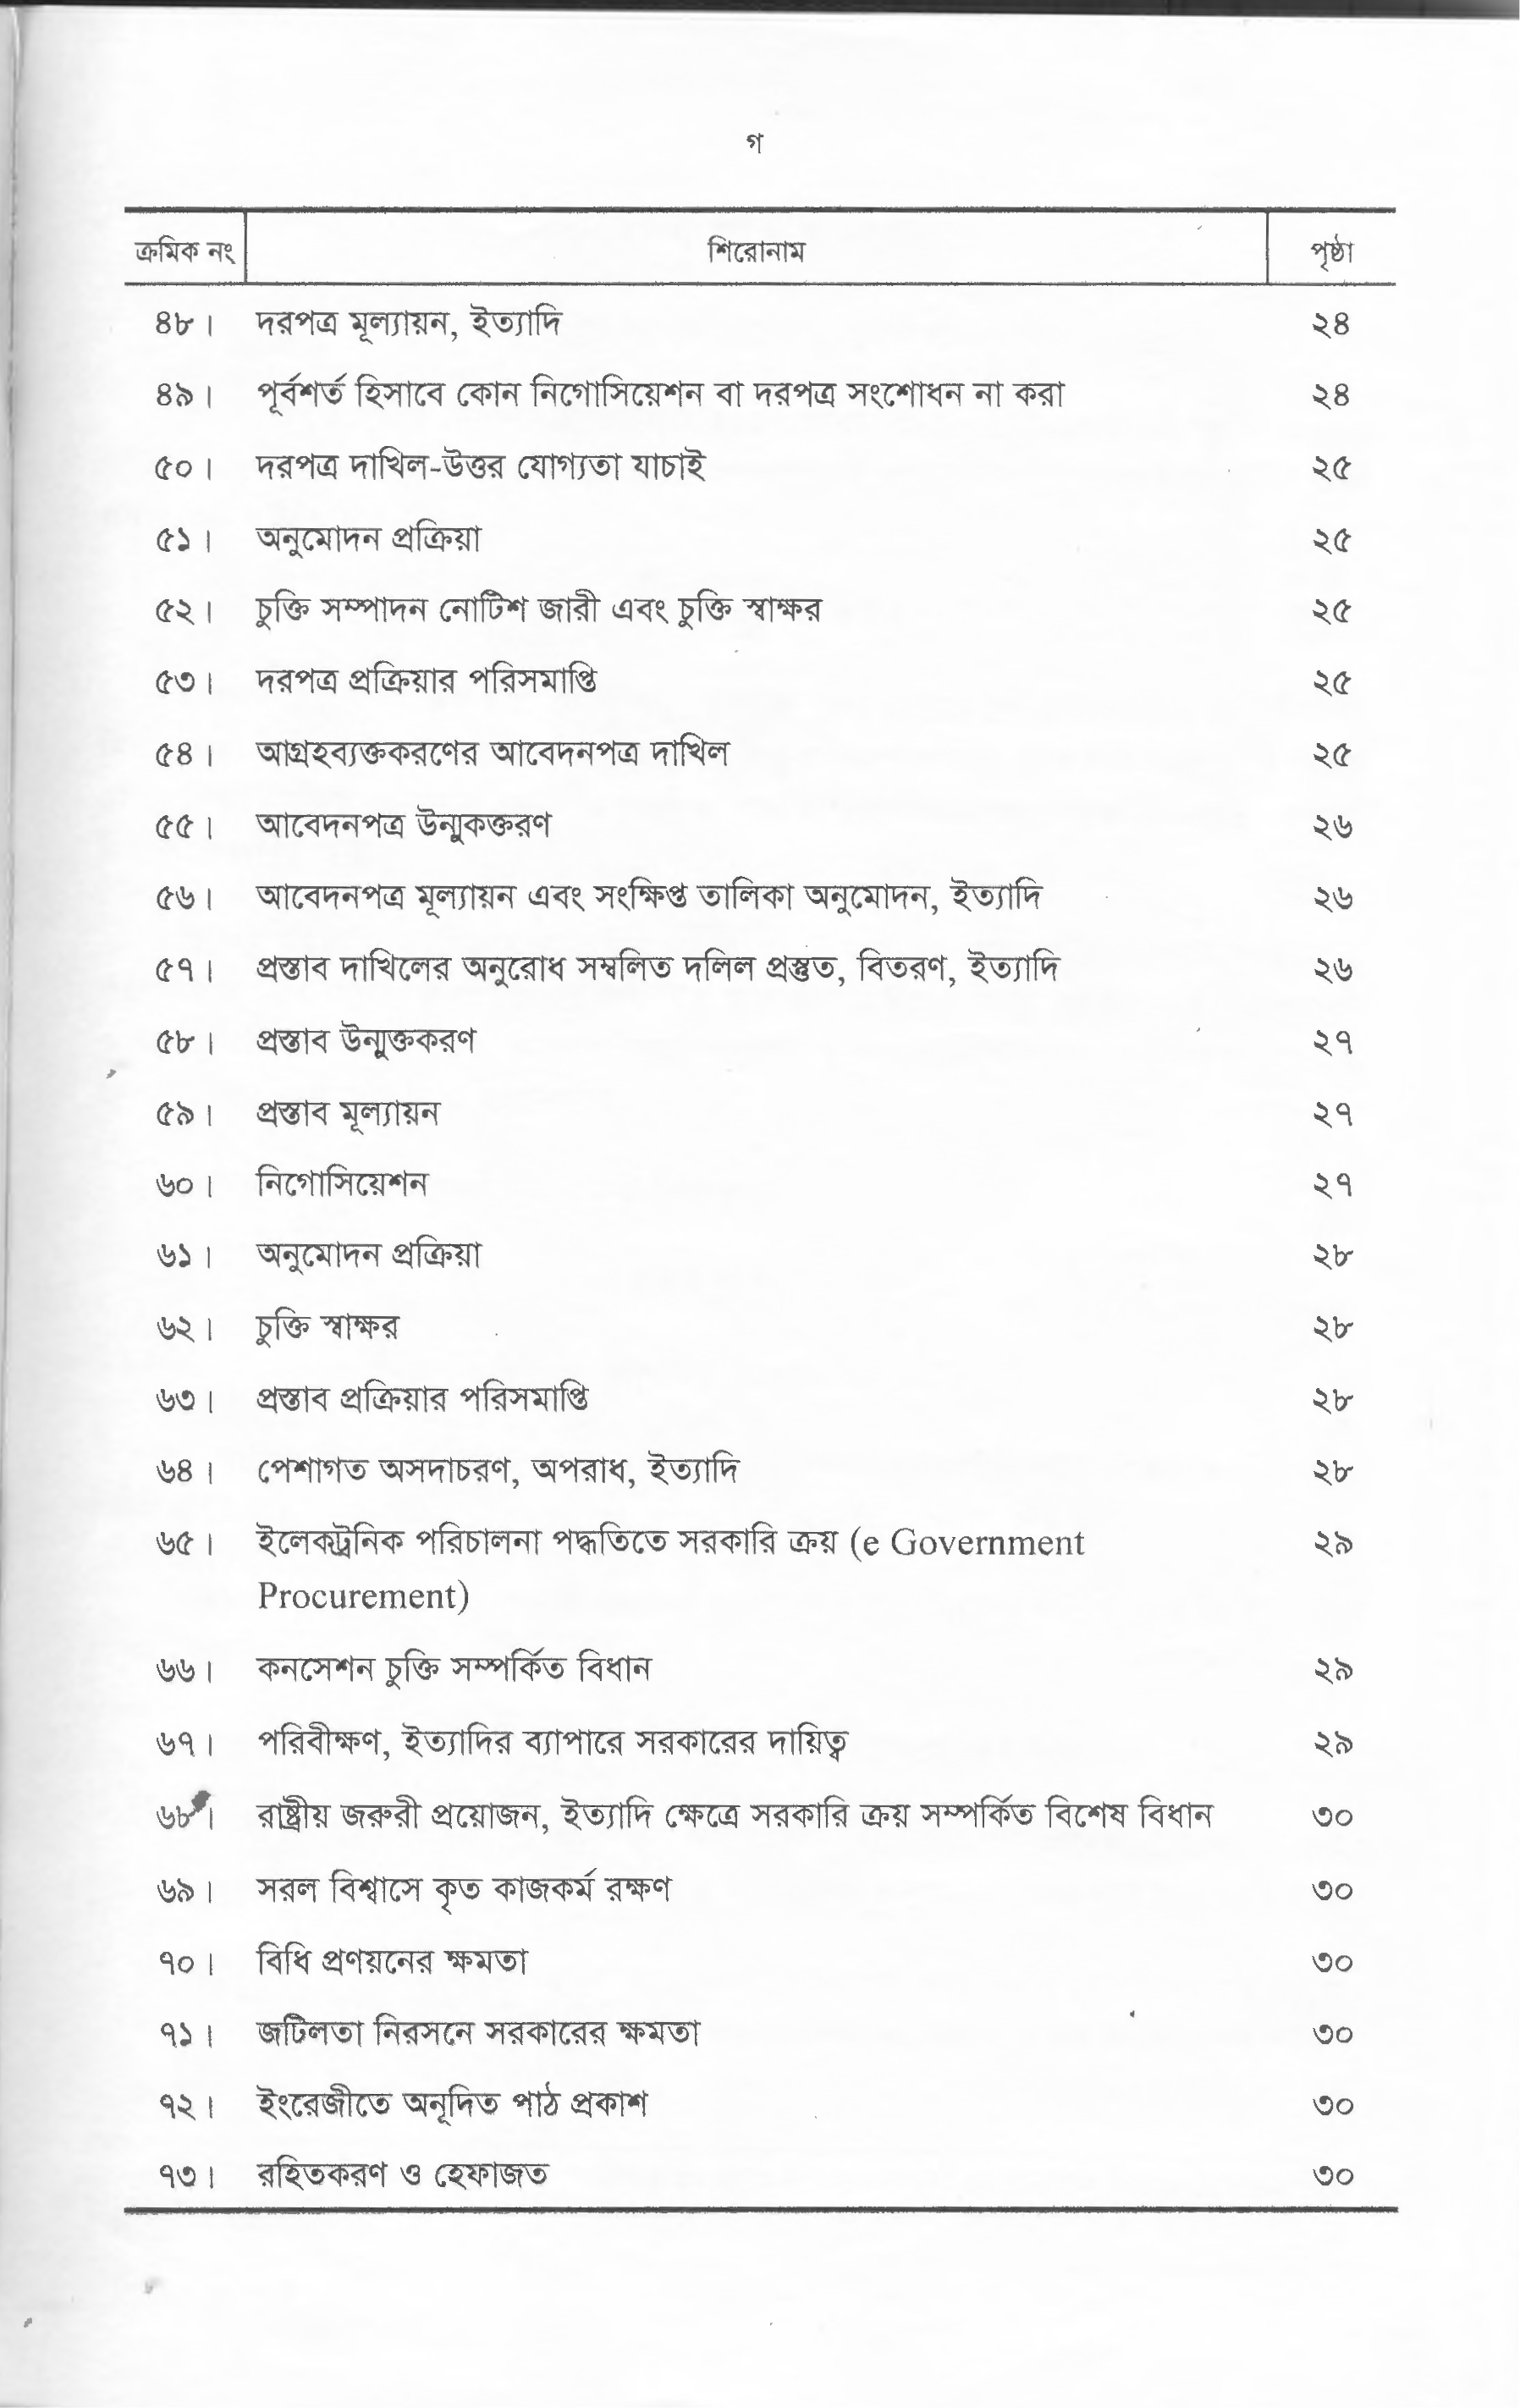 গ
ক্রমিক নং শিরোনাম পৃষ্ঠা
৪৮। দরপত্র মূল্যায়ন, ইত্যাদি ২৪
৪৯। পূর্বশর্ত হিসাবে কোন নিগোসিয়েশন বা দরপত্র সংশোধন না করা ২৪
৫০। দরপত্র দাখিল-উত্তর যোগ্যতা যাচাই ২৫
৫১। অনুমোদন প্রক্রিয়া ২৫
৫২। চুক্তি সম্পাদন নোটিশ জারী এবং চুক্তি স্বাক্ষর ২৫
৫৩। দরপত্র প্রক্রিয়ার পরিসমাপ্তি ২৫
৫৪। আগ্রহব্যক্তকরণের আবেদনপত্র দাখিল ২৫
৫৫। আবেদনপত্র উন্মুকক্তরণ ২৬
৫৬। আবেদনপত্র মূল্যায়ন এবং সংক্ষিপ্ত তালিকা অনুমোদন, ইত্যাদি ২৬
৫৭। প্রস্তাব দাখিলের অনুরোধ সম্বলিত দলিল প্রস্তুত, বিতরণ, ইত্যাদি ২৬
৫৮। প্রস্তাব উন্মুক্তকরণ ২৭
৫৯। প্রস্তাব মূল্যায়ন ২৭
৬০। নিগোসিয়েশন ২৭
৬১। অনুমোদন প্রক্রিয়া ২৮
৬২। চুক্তি স্বাক্ষর ২৮
৬৩। প্রস্তাব প্রক্রিয়ার পরিসমাপ্তি ২৮
৬৪। পেশাগত অসদাচরণ, অপরাধ, ইত্যাদি ২৮
৬৫। ইলেকট্রনিক পরিচালনা পদ্ধতিতে সরকারি ক্রয় (e Government ২৯
Procurement)
৬৬। কনসেশন চুক্তি সম্পর্কিত বিধান ২৯
৬৭। পরিবীক্ষণ, ইত্যাদির ব্যাপারে সরকারের দায়িত্ব ২৯
৬৮। রাষ্ট্রীয় জরুরী প্রয়োজন, ইত্যাদি ক্ষেত্রে সরকারি ক্রয় সম্পর্কিত বিশেষ বিধান ৩০
৬৯। সরল বিশ্বাসে কৃত কাজকর্ম রক্ষণ ৩০
৭০। বিধি প্রণয়নের ক্ষমতা ৩০
৭১। জটিলতা নিরসনে সরকারের ক্ষমতা ৩০
৭২। ইংরেজীতে অনূদিত পাঠ প্রকাশ ৩০
৭৩। রহিতকরণ ও হেফাজত ৩০